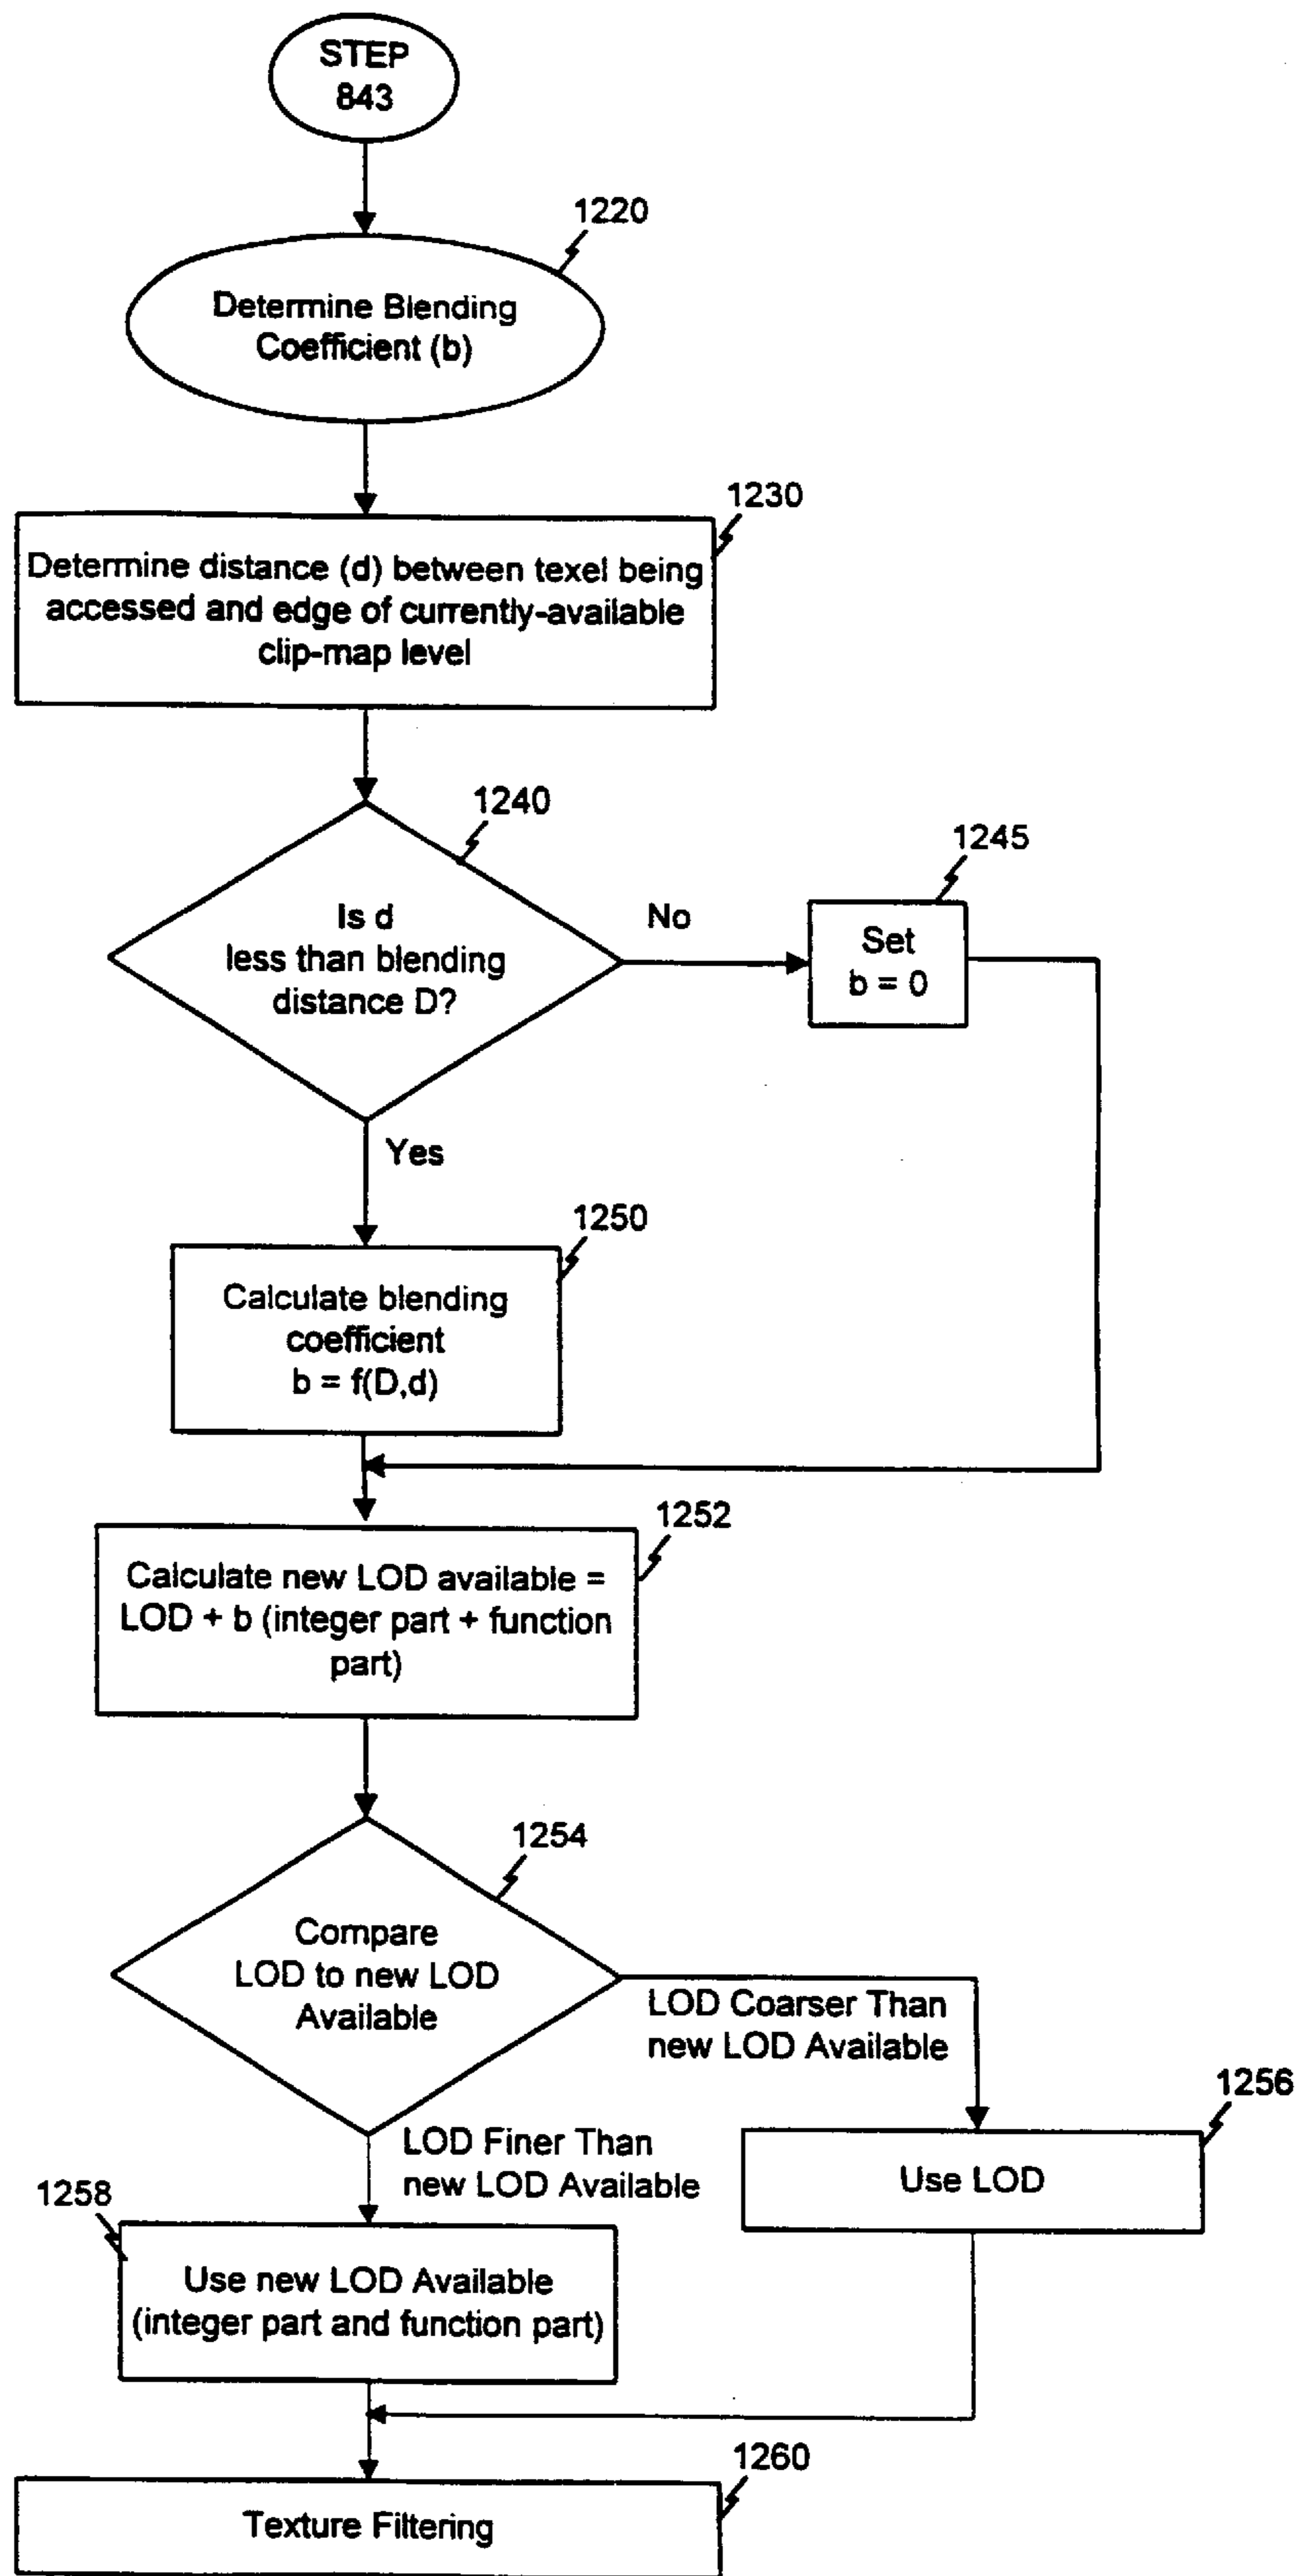 STEP
843
1220
Determine Blending
Coefficient (b)
1230
Determine distance (d) between texel being
accessed and edge of currently-available
clip-map level
1240
Is d
less than blending
distance D?
No
1245
Set
b = 0
Yes
1250
Calculate blending
coefficient
b = f(D,d)
1252
Calculate new LOD available =
LOD + b (integer part + function
part)
1254
Compare
LOD to new LOD
Available
LOD Coarser Than
new LOD Available
1256
Use LOD
LOD Finer Than
new LOD Available
1258
Use new LOD Available
(integer part and function part)
1260
Texture Filtering